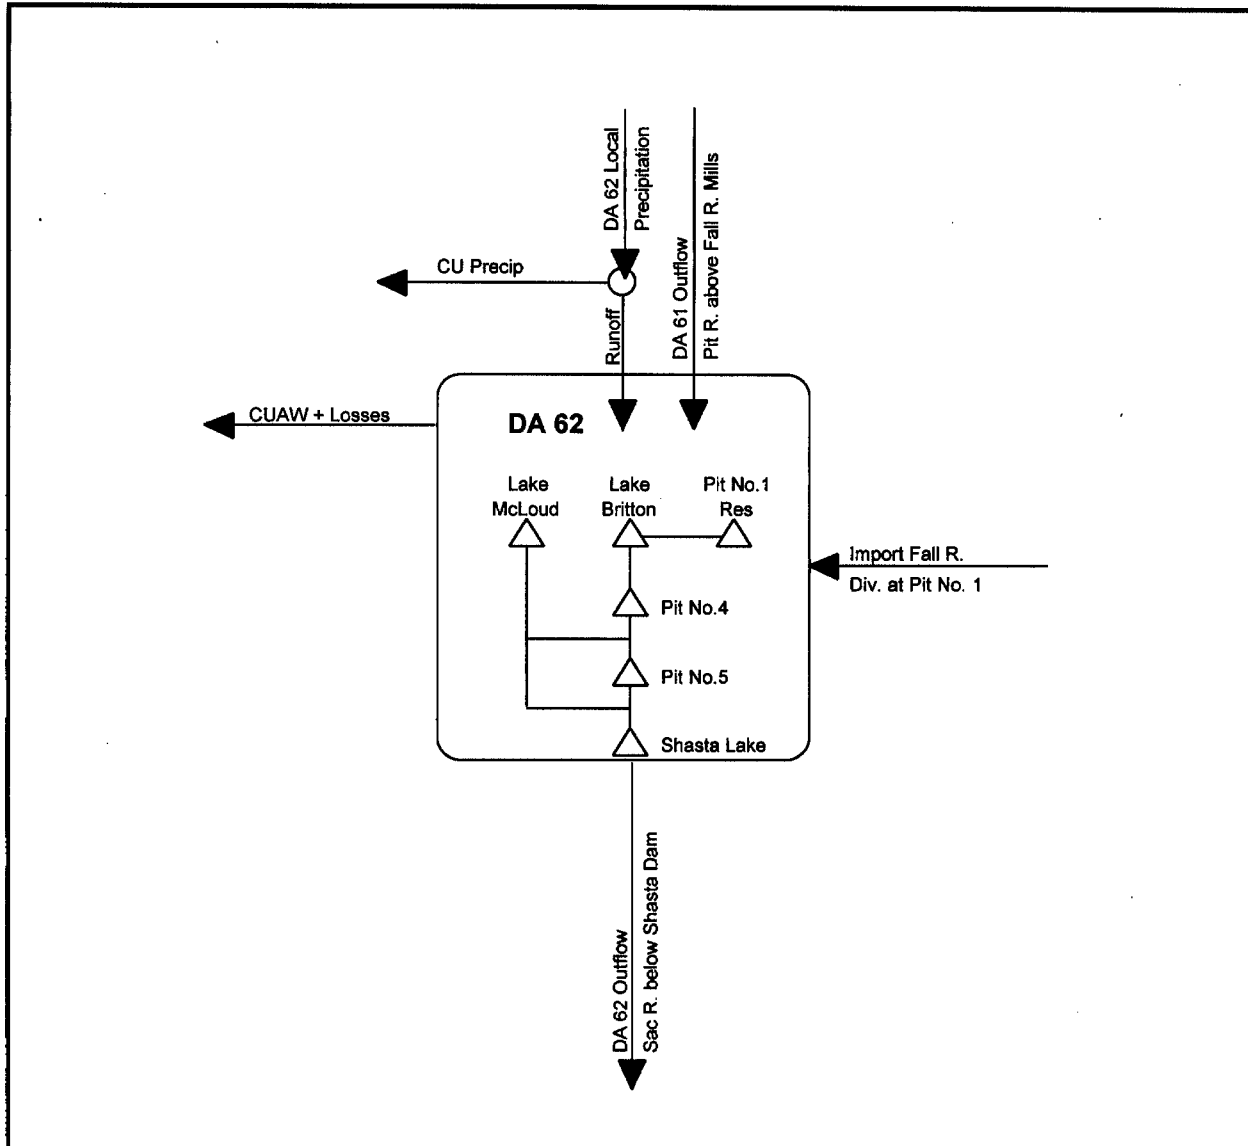 DA 62 Local
Precipitation
DA 61 Outflow
Pit R. above Fall R. Mills
CU Precip
Runoff
CUAW + Losses
DA 62
Lake
McLoud
Lake
Britton
Pit No.1
Res
Import Fall R.
Div. at Pit No. 1
Pit No.4
Pit No.5
Shasta Lake
DA 62 Outflow
Sac R. below Shasta Dam